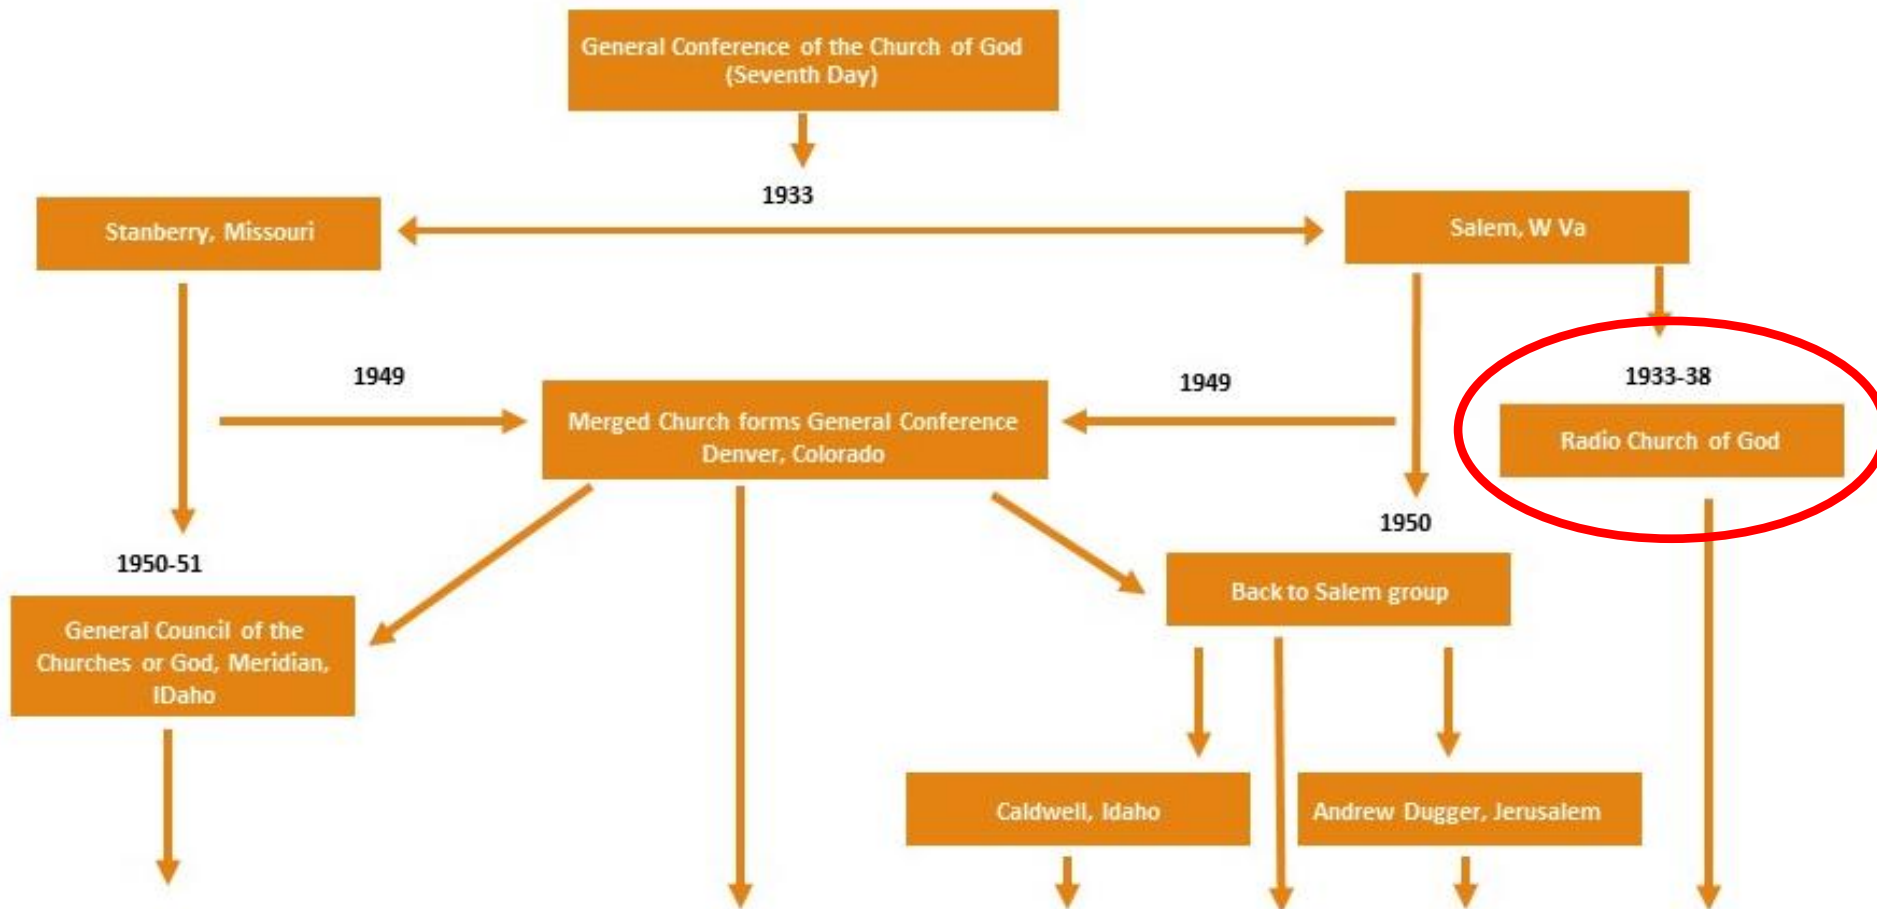 General Conference of the Church of God
(Seventh Day)
1933
Stanberry, Missouri
Salem, W Va
1949
1949
1933-38
Merged Church forms General Conference
Denver, Colorado
Radio Church of God
1950
1950-51
Back to Salem group
General Council of the
Churches or God, Meridian,
IDaho
Caldwell, Idaho
Andrew Dugger, Jerusalem